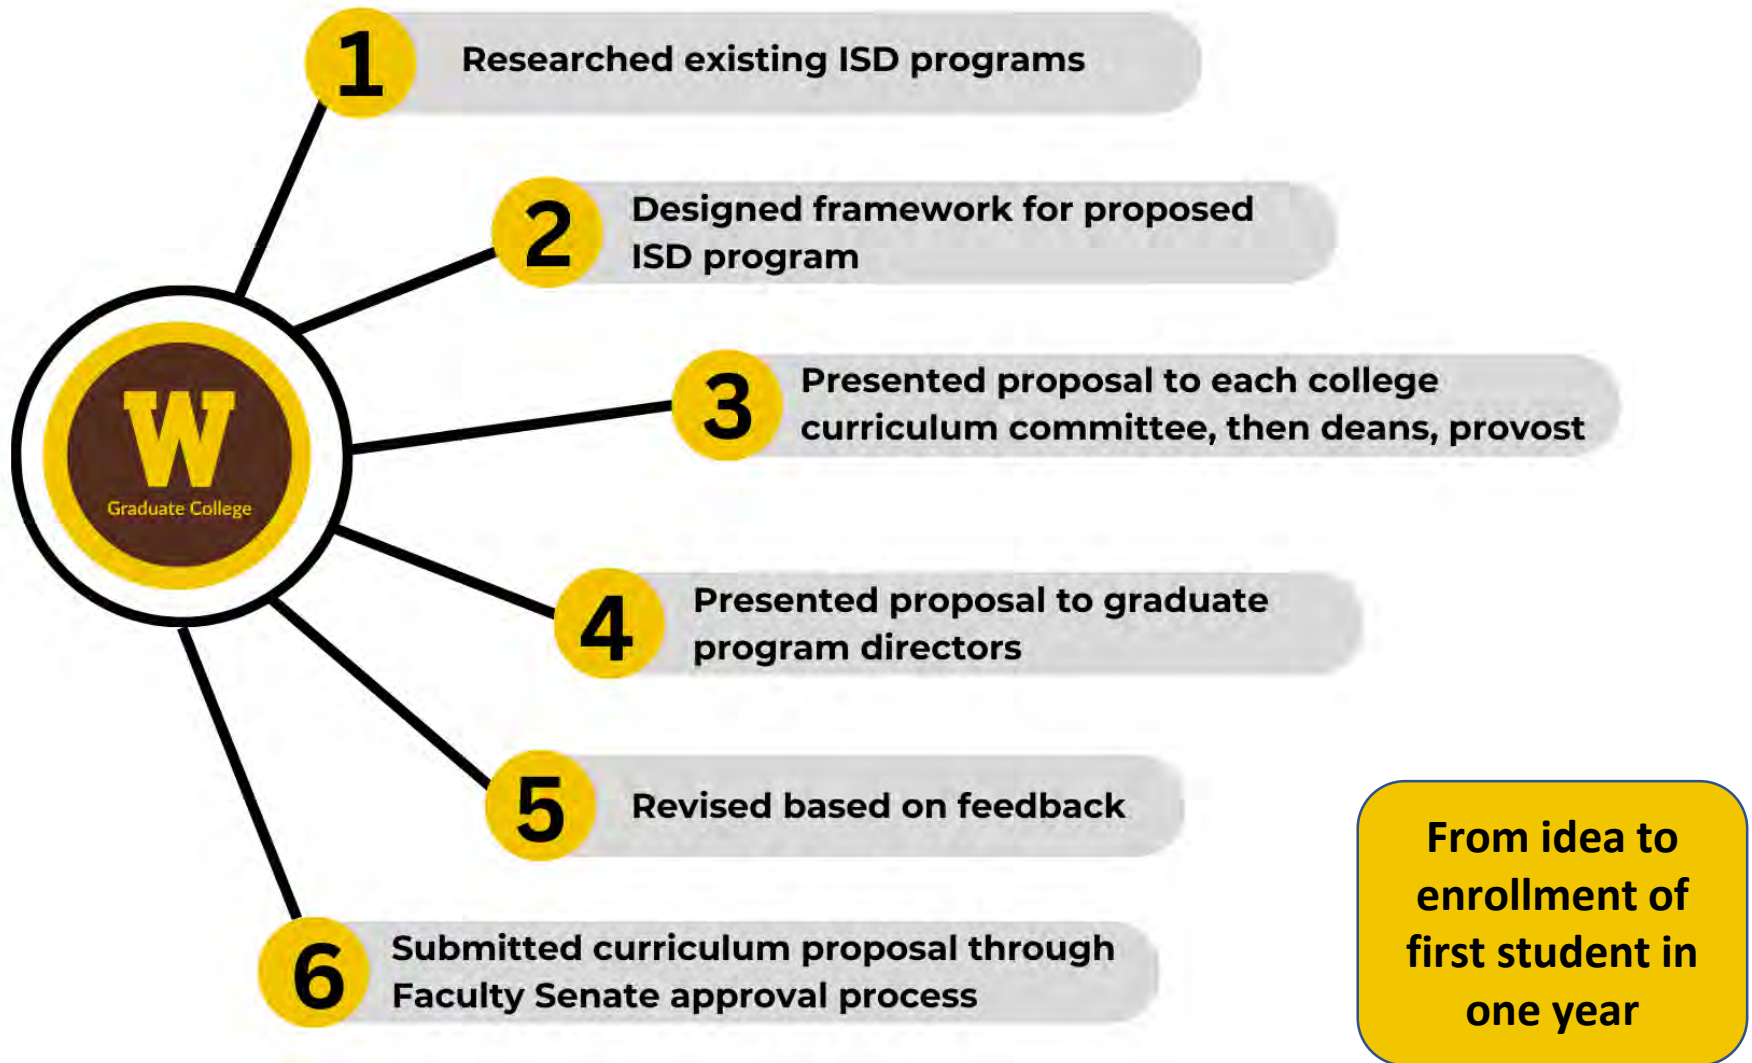 1
Researched existing ISD programs
2
Designed framework for proposed
ISD program
3
Presented proposal to each college
curriculum committee, then deans, provost
W
Graduate College
4
Presented proposal to graduate
program directors
5
Revised based on feedback
6
Submitted curriculum proposal through
Faculty Senate approval process
From idea to
enrollment of
first student in
one year